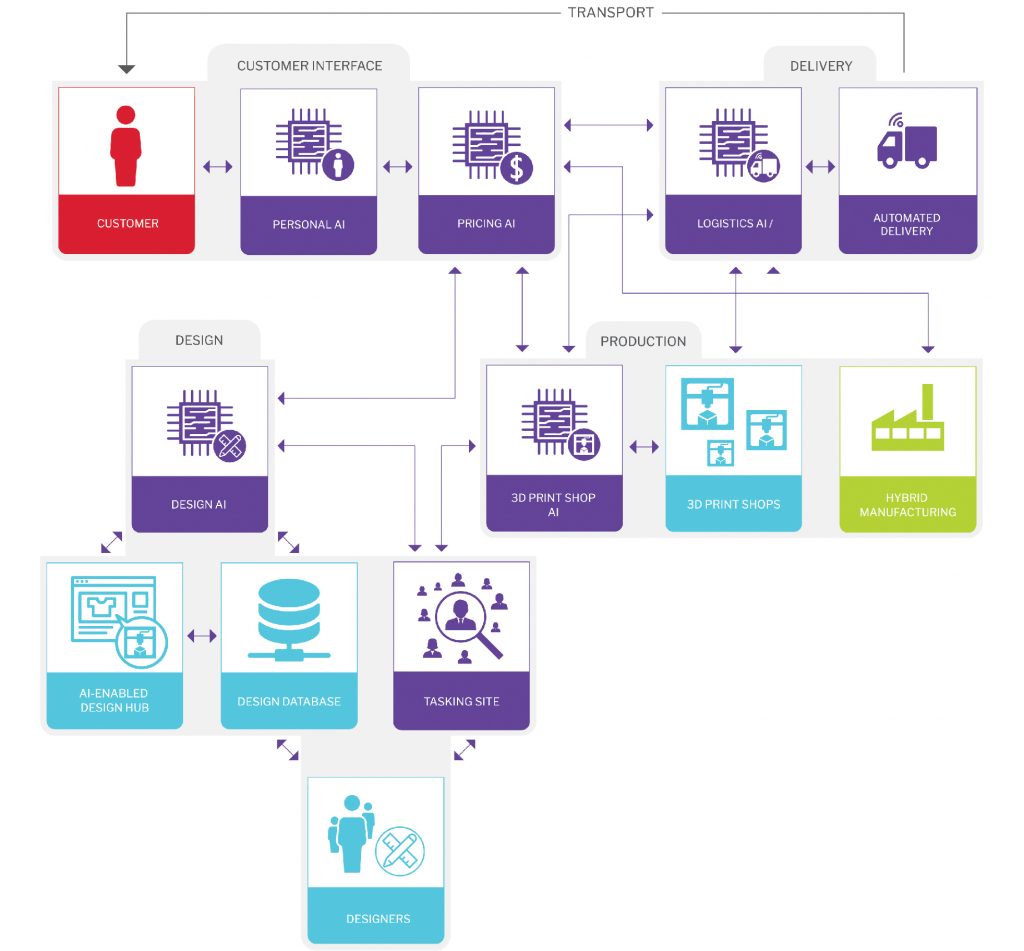 TRANSPORT
CUSTOMER INTERFACE
DELIVERY
CUSTOMER
PERSONAL AI
$
PRICING AI
LOGISTICS AI /
AUTOMATED
DELIVERY
DESIGN
PRODUCTION
DESIGN AI
3D PRINT SHOP
AI
3D PRINT SHOPS
HYBRID
MANUFACTURING
AI-ENABLED
DESIGN HUB
DESIGN DATABASE
TASKING SITE
DESIGNERS